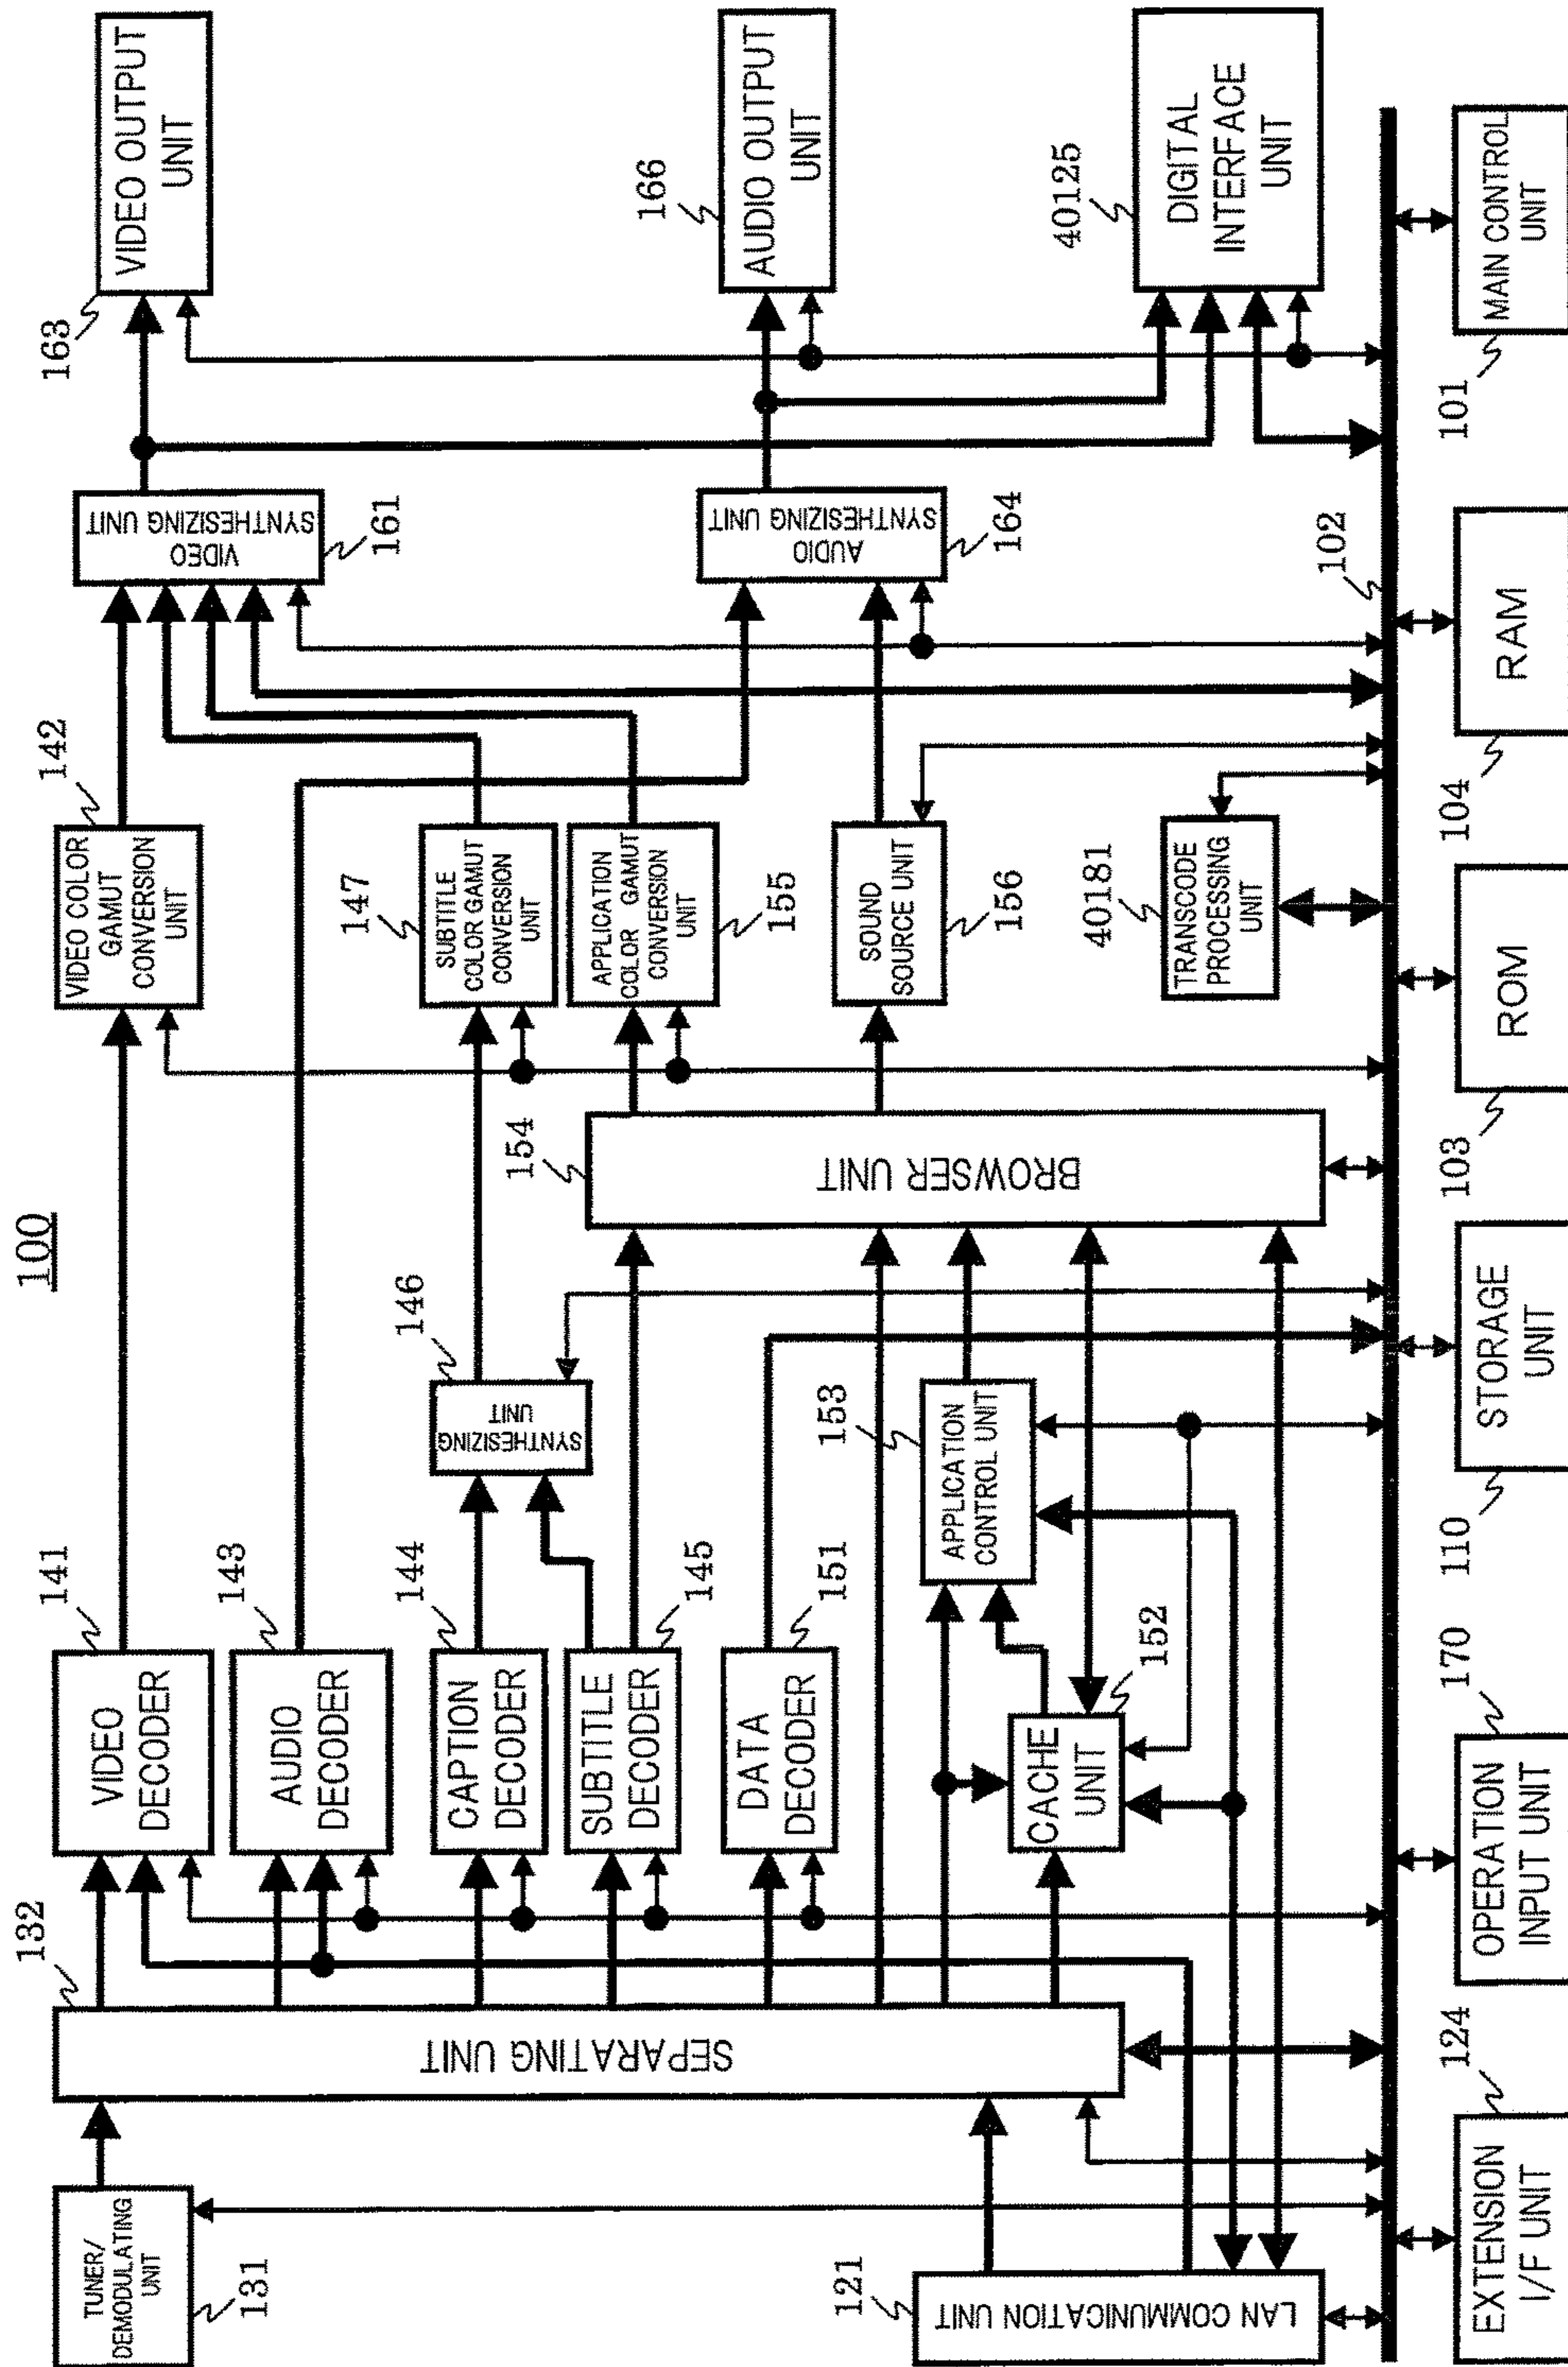 100
TUNER/
DEMODULATING
UNIT
131
LAN COMMUNICATION UNIT
121
SEPARATING UNIT
132
VIDEO
DECODER
141
AUDIO
DECODER
143
CAPTION
DECODER
144
SUBTITLE
DECODER
145
DATA
DECODER
151
CACHE
UNIT
152
APPLICATION
CONTROL UNIT
153
SYNTHESIZING
UNIT
146
BROWSER UNIT
154
VIDEO COLOR
GAMUT
CONVERSION
UNIT
142
SUBTITLE
COLOR GAMUT
CONVERSION
UNIT
147
APPLICATION
COLOR GAMUT
CONVERSION
UNIT
155
SOUND
SOURCE UNIT
156
TRANSCODE
PROCESSING
UNIT
40181
VIDEO
SYNTHESIZING UNIT
161
AUDIO
SYNTHESIZING UNIT
164
VIDEO OUTPUT
UNIT
163
AUDIO OUTPUT
UNIT
166
DIGITAL
INTERFACE
UNIT
40125
102
EXTENSION
I/F UNIT
124
OPERATION
INPUT UNIT
170
STORAGE
UNIT
110
ROM
103
RAM
104
MAIN CONTROL
UNIT
101